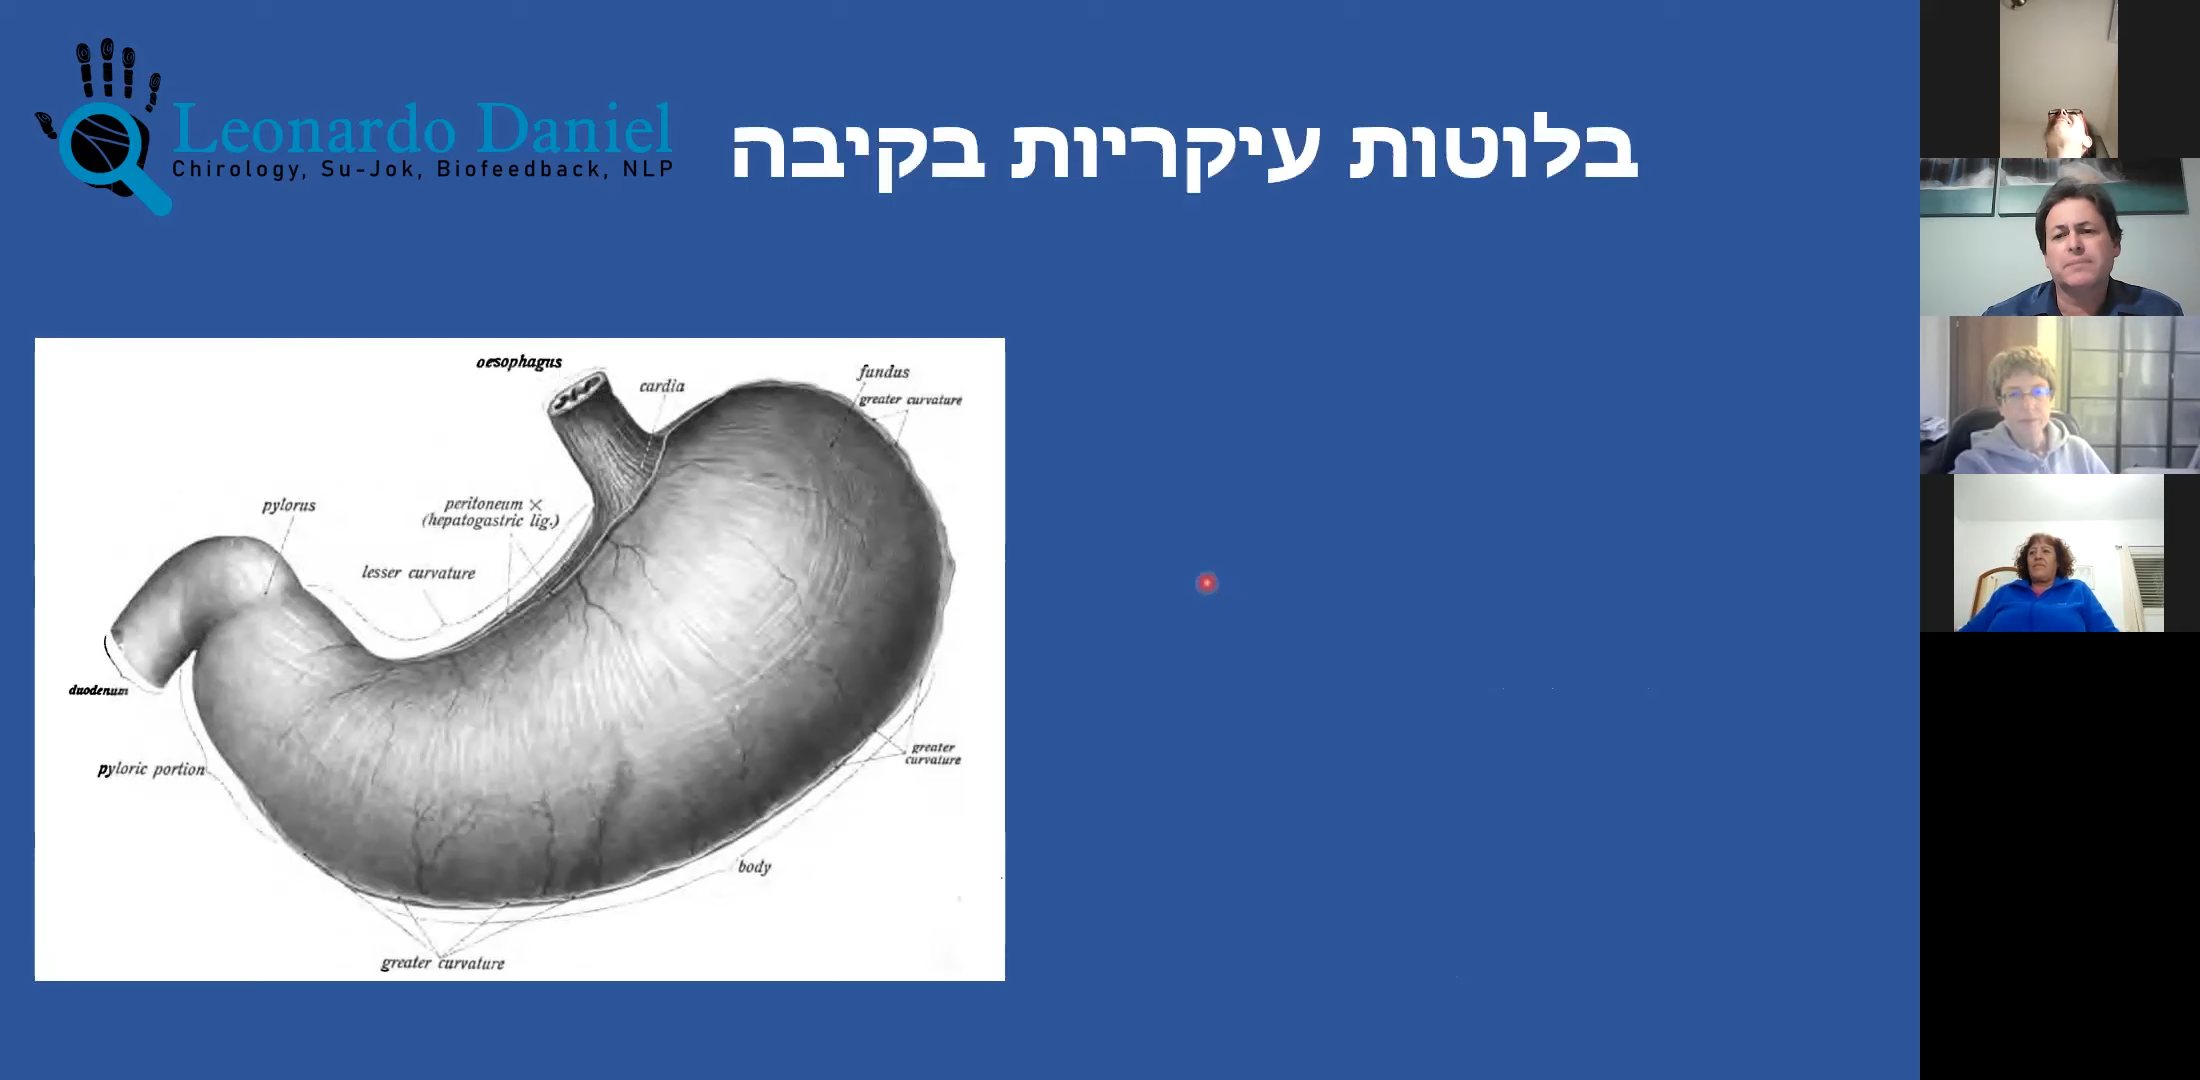 Leonardo Daniel
Chirology, Su-Jok, Biofeedback, NLP
בלוטות עיקריות בקיבה
oesophagus
cardia
fundus
greater curvature
pylorus
peritoneum ×
(hepatogastric lig.)
lesser curvature
duodenum
pyloric portion
greater
curvature
body
greater curvature